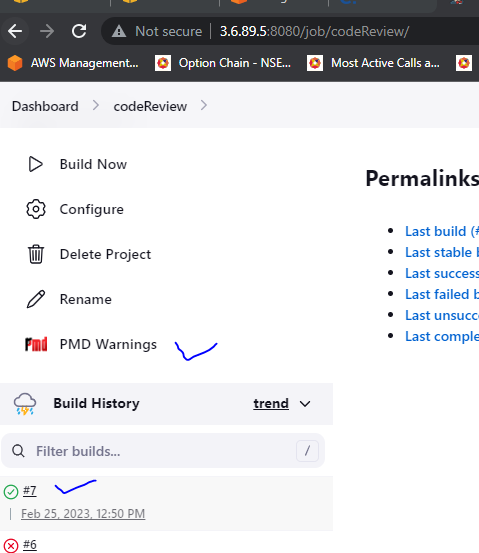 Not secure | 3.6.89.5:8080/job/codeReview/
AWS Management... Option Chain - NSE... Most Active Calls a...
Dashboard > codeReview >
Build Now
Permalinks
Configure
Last build (#
Delete Project
Last stable b
Last success
Rename
Last failed b
Last unsucc
Last comple
Pmd PMD Warnings
Build History trend
Filter builds... /
#7
Feb 25, 2023, 12:50 PM
#6